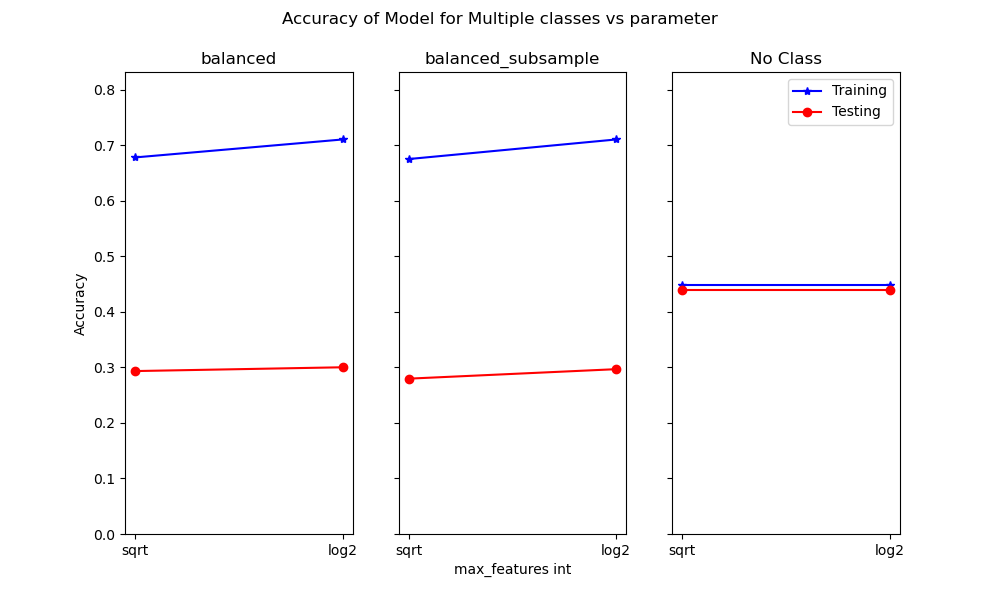 Accuracy of Model for Multiple classes vs parameter
balanced
balanced_subsample
No Class
Training
Testing
Accuracy
0.8
0.7
0.6
0.5
0.4
0.3
0.2
0.1
0.0
sqrt
log2
sqrt
log2
sqrt
log2
max_features int